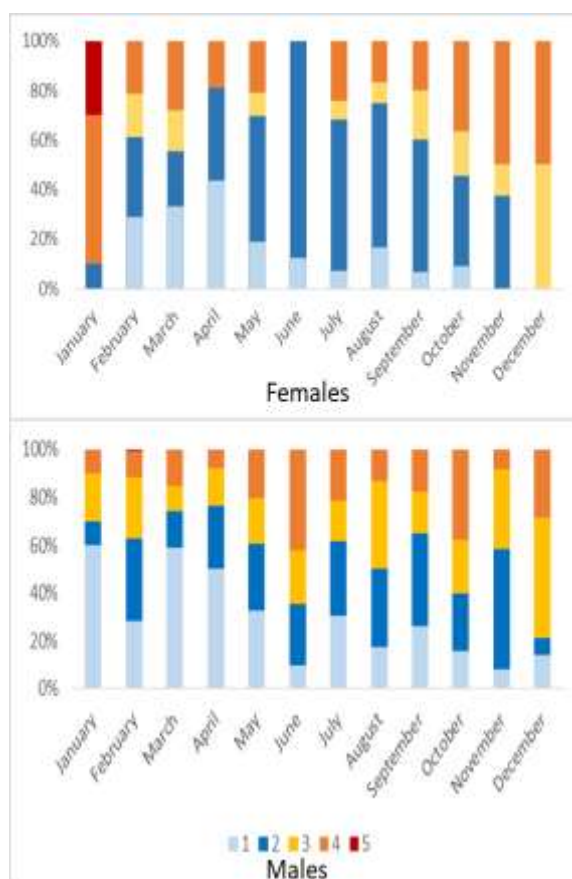 100%
80%
60%
40%
20%
0%
January February March April May June July August September October November December
Females
100%
80%
60%
40%
20%
0%
January February March April May June July August September October November December
1 2 3 4 5
Males